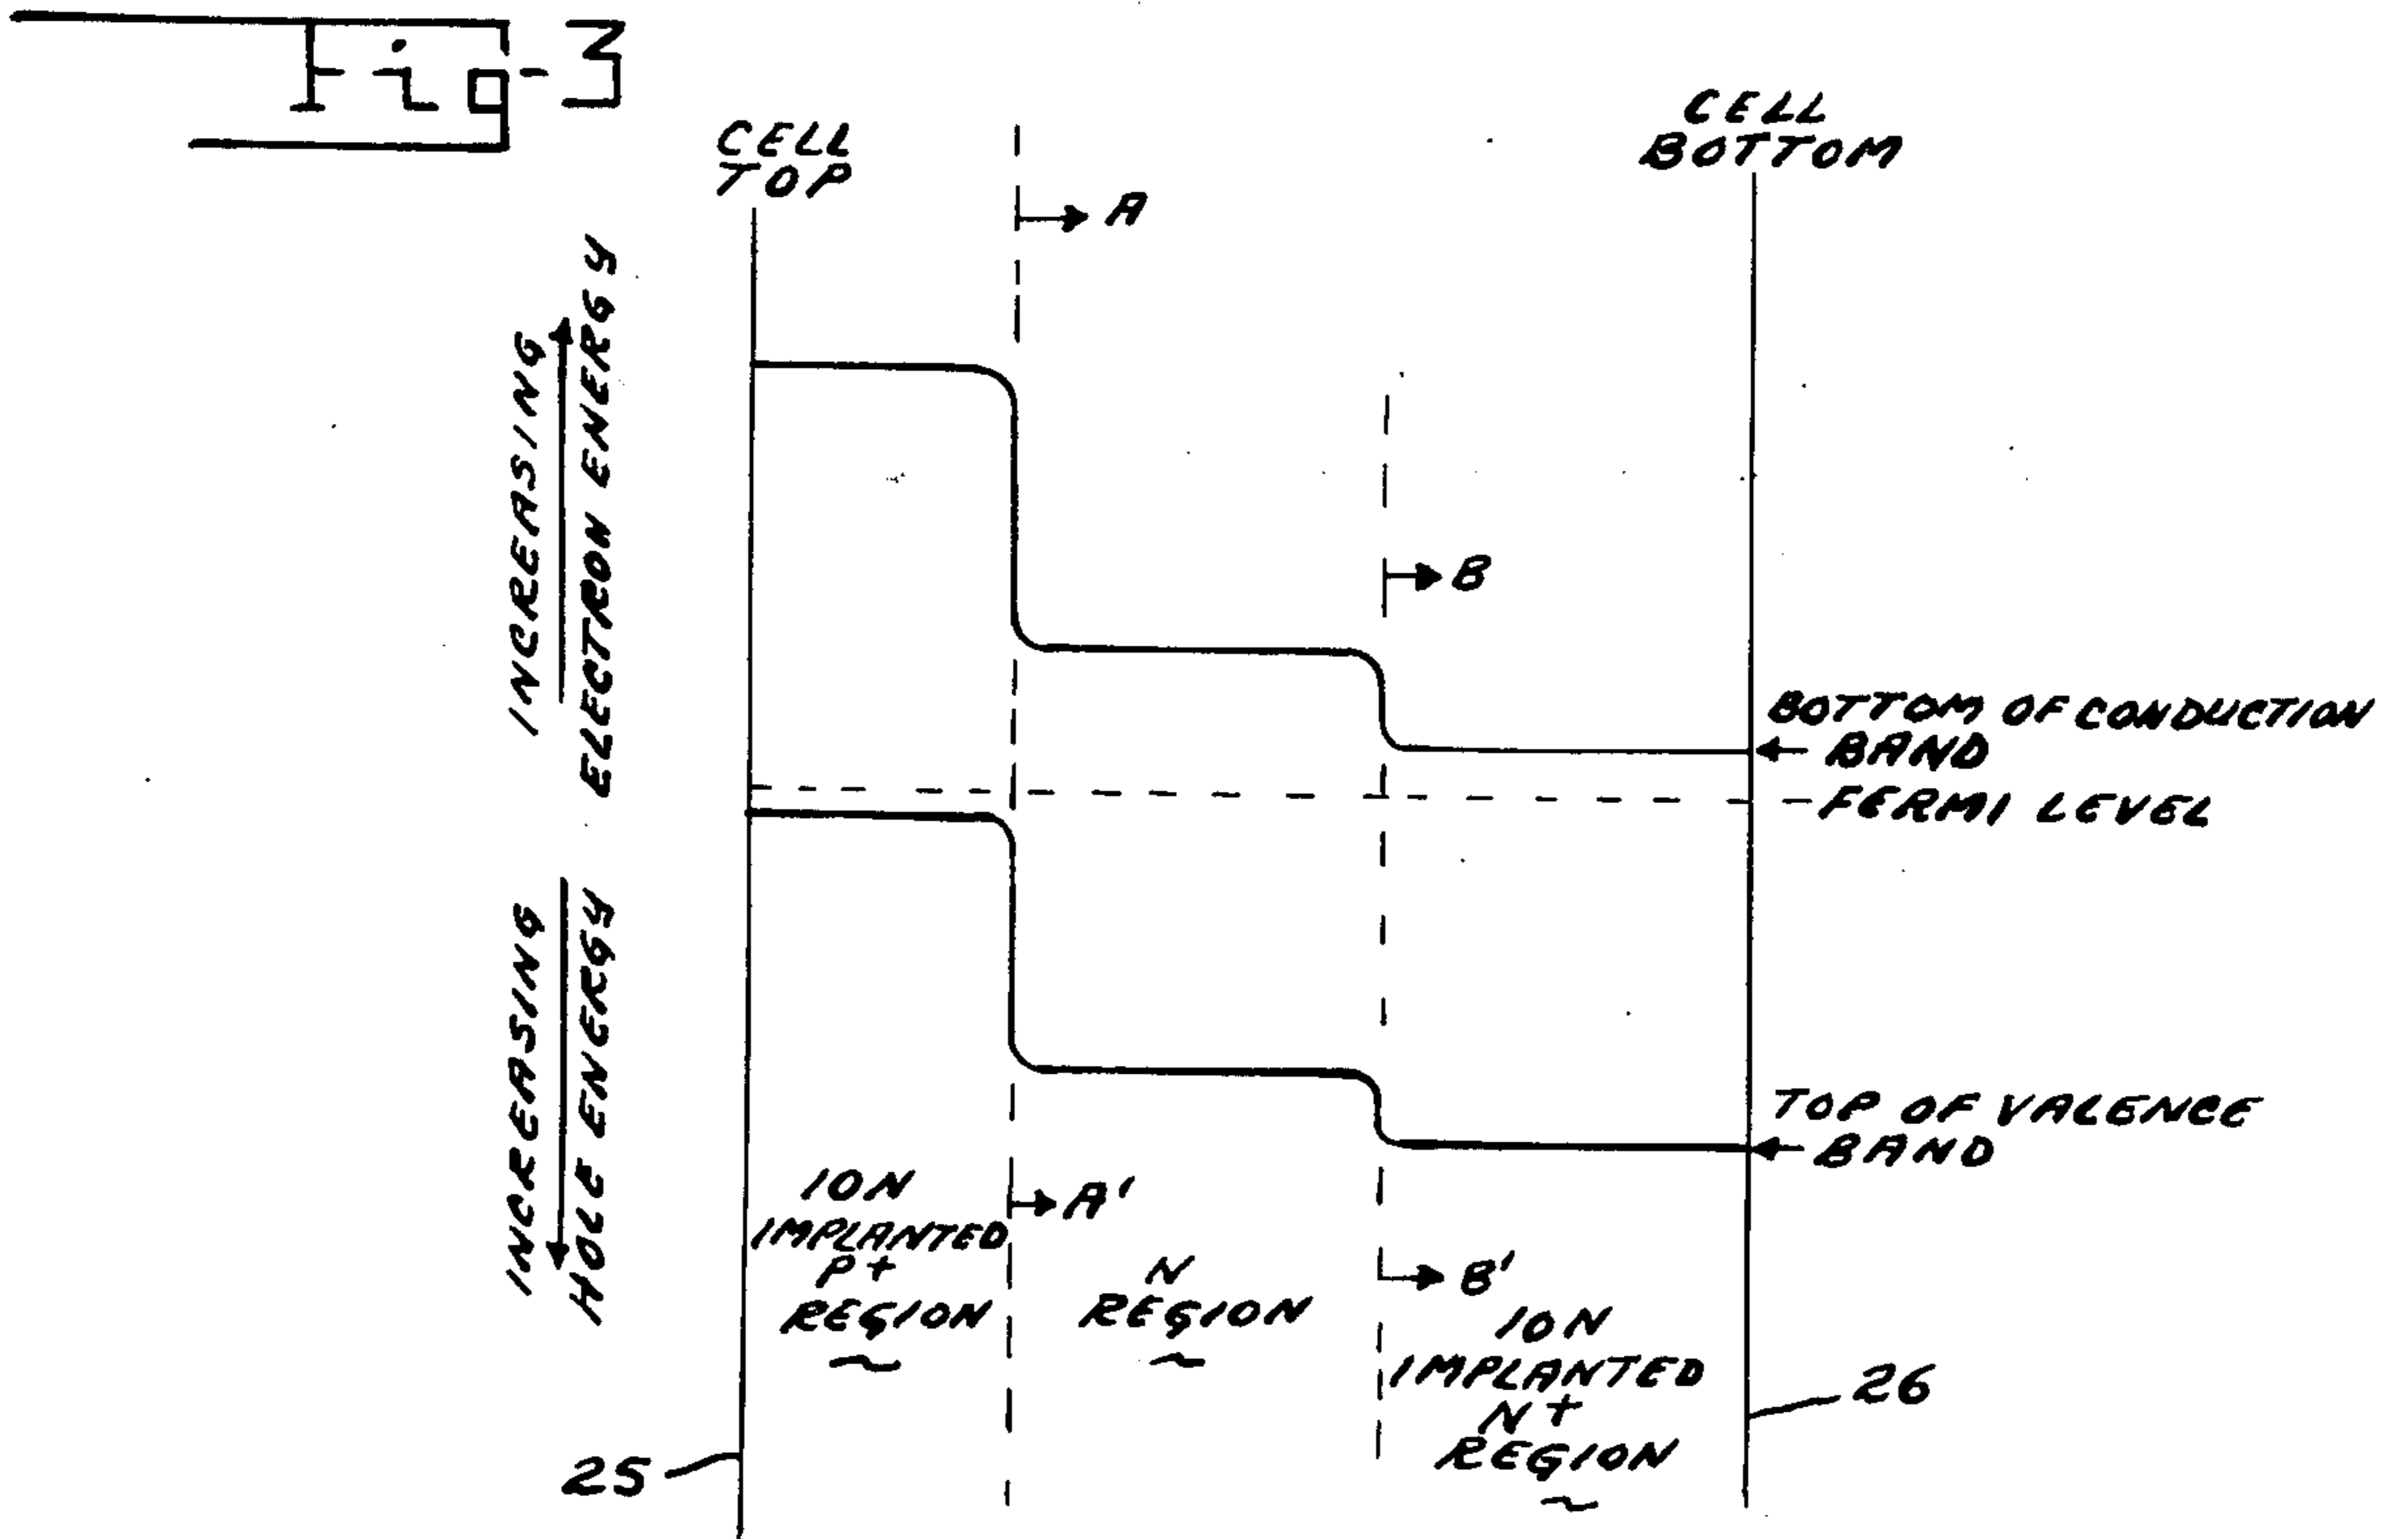 Fig-3
CELL
TOP
CELL
BOTTOM
A
INCREASING
ELECTRON ENERGY
B
BOTTOM OF CONDUCTION
BAND
FERMI LEVEL
INCREASING
HOLE ENERGY
TOP OF VALENCE
BAND
ION
IMPLANTED
P+
REGION
A'
N
REGION
B'
ION
IMPLANTED
N+
REGION
25
26